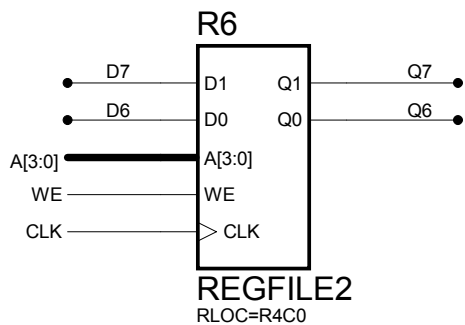 R6
D7 D1 Q1 Q7
D6 D0 Q0 Q6
A[3:0] A[3:0]
WE WE
CLK CLK
REGFILE2
RLOC=R4C0